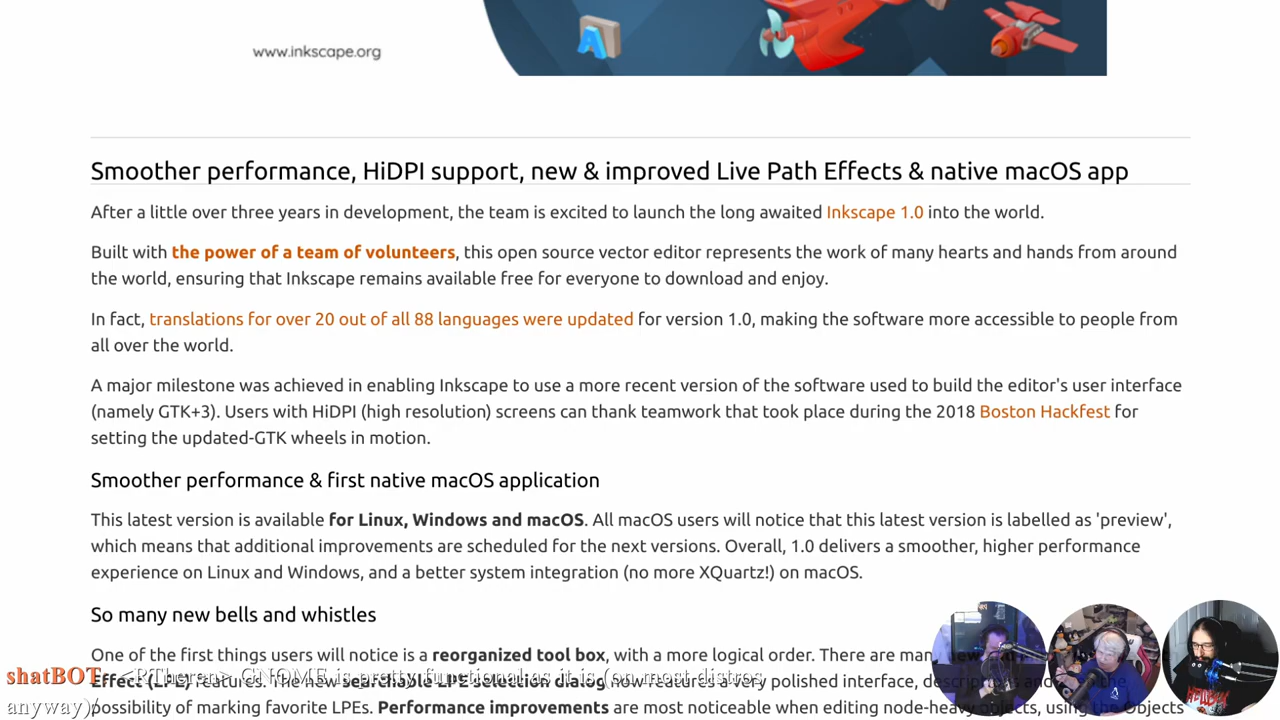 www.inkscape.org
Smoother performance, HiDPI support, new & improved Live Path Effects & native macOS app
After a little over three years in development, the team is excited to launch the long awaited Inkscape 1.0 into the world.
Built with the power of a team of volunteers, this open source vector editor represents the work of many hearts and hands from around
the world, ensuring that Inkscape remains available free for everyone to download and enjoy.
In fact, translations for over 20 out of all 88 languages were updated for version 1.0, making the software more accessible to people from
all over the world.
A major milestone was achieved in enabling Inkscape to use a more recent version of the software used to build the editor's user interface
(namely GTK+3). Users with HiDPI (high resolution) screens can thank teamwork that took place during the 2018 Boston Hackfest for
setting the updated-GTK wheels in motion.
Smoother performance & first native macOS application
This latest version is available for Linux, Windows and macOS. All macOS users will notice that this latest version is labelled as 'preview',
which means that additional improvements are scheduled for the next versions. Overall, 1.0 delivers a smoother, higher performance
experience on Linux and Windows, and a better system integration (no more XQuartz!) on macOS.
So many new bells and whistles
One of the first things users will notice is a reorganized tool box, with a more logical order. There are many new
shatBOT <RTheren> GNOME is pretty functional as it is (on most distros
Effect (LPE) features. The new searchable LPE selection dialog now features a very polished interface, the
anyway)
possibility of marking favorite LPEs. Performance improvements are most noticeable when editing node-heavy objects, using the Objects